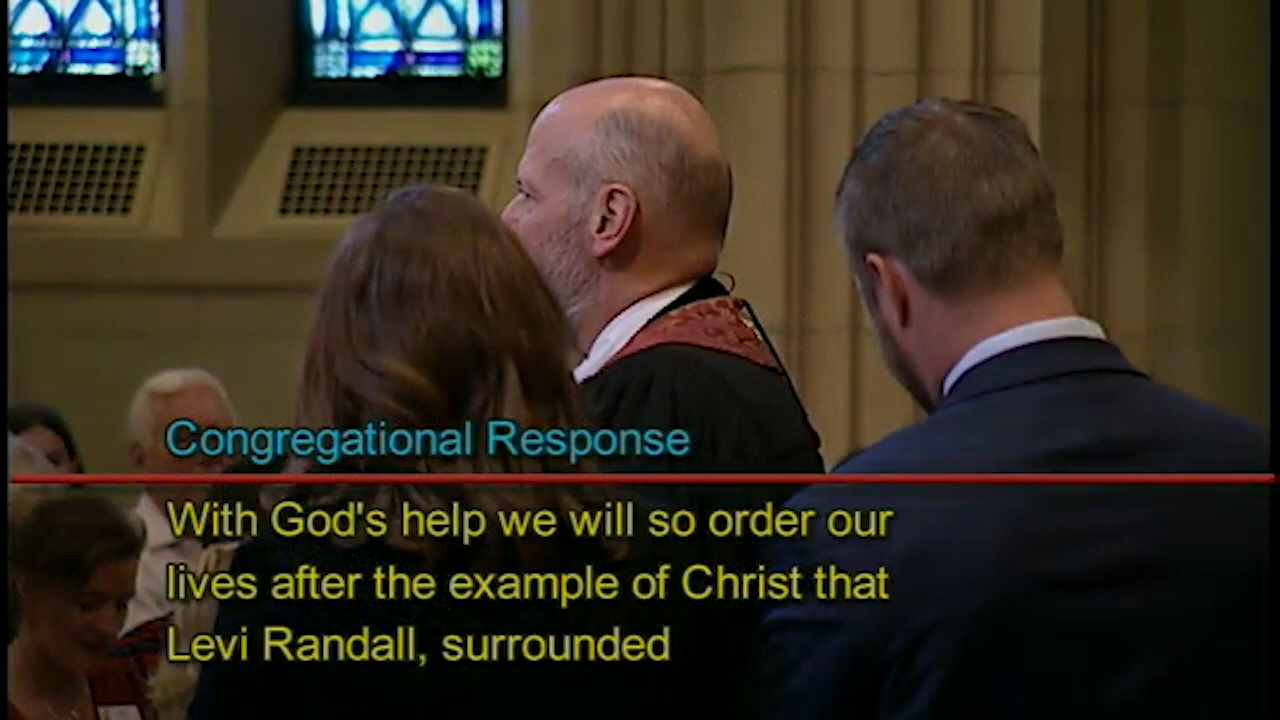 Congregational Response
With God's help we will so order our
lives after the example of Christ that
Levi Randall, surrounded